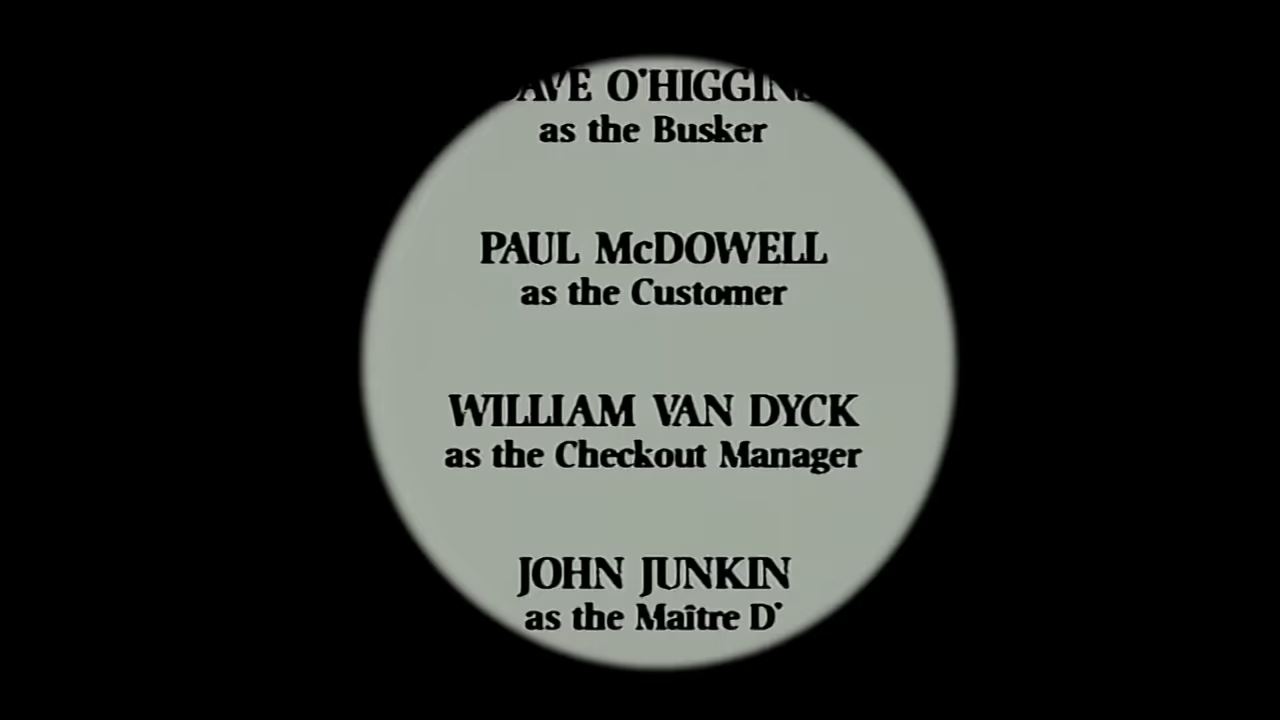 DAVE O'HIGGINS
as the Busker
PAUL McDOWELL
as the Customer
WILLIAM VAN DYCK
as the Checkout Manager
JOHN JUNKIN
as the Maître D'